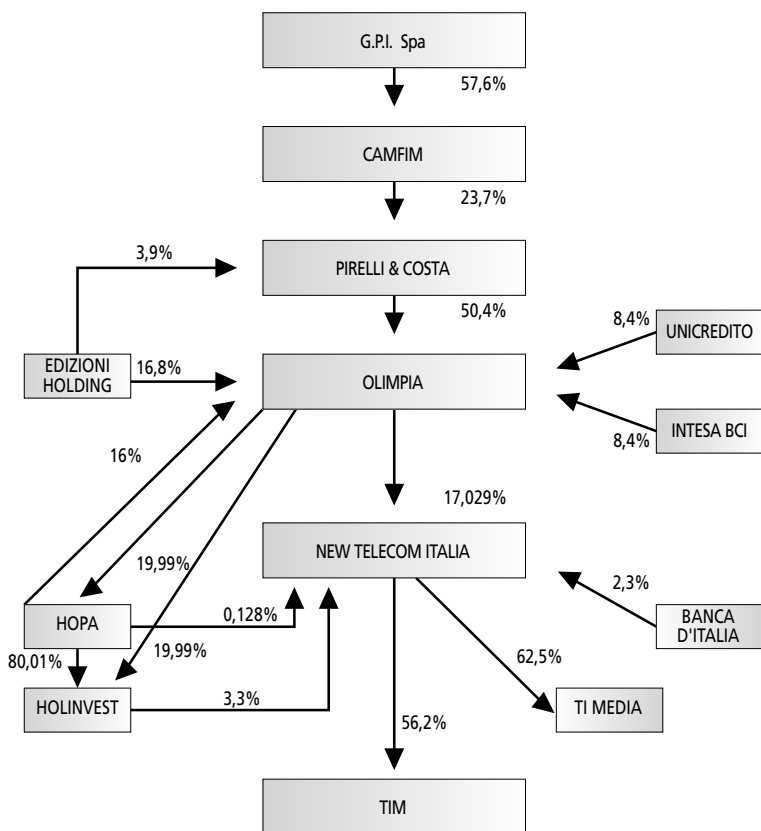 G.P.I. Spa
57,6%
CAMFIM
23,7%
3,9%
PIRELLI & COSTA
50,4%
8,4%
UNICREDITO
EDIZIONI
HOLDING
16,8%
OLIMPIA
16%
8,4%
INTESA BCI
17,029%
19,99%
NEW TELECOM ITALIA
2,3%
BANCA
D'ITALIA
HOPA
0,128%
80,01%
19,99%
62,5%
HOLINVEST
3,3%
TI MEDIA
56,2%
TIM